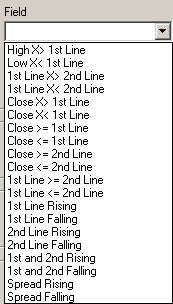 Field
High X> 1st Line
Low X< 1st Line
1st Line X> 2nd Line
1st Line X< 2nd Line
Close X> 1st Line
Close X< 1st Line
Close >= 1st Line
Close <= 1st Line
Close >= 2nd Line
Close <= 2nd Line
1st Line >= 2nd Line
1st Line <= 2nd Line
1st Line Rising
1st Line Falling
2nd Line Rising
2nd Line Falling
1st and 2nd Rising
1st and 2nd Falling
Spread Rising
Spread Falling